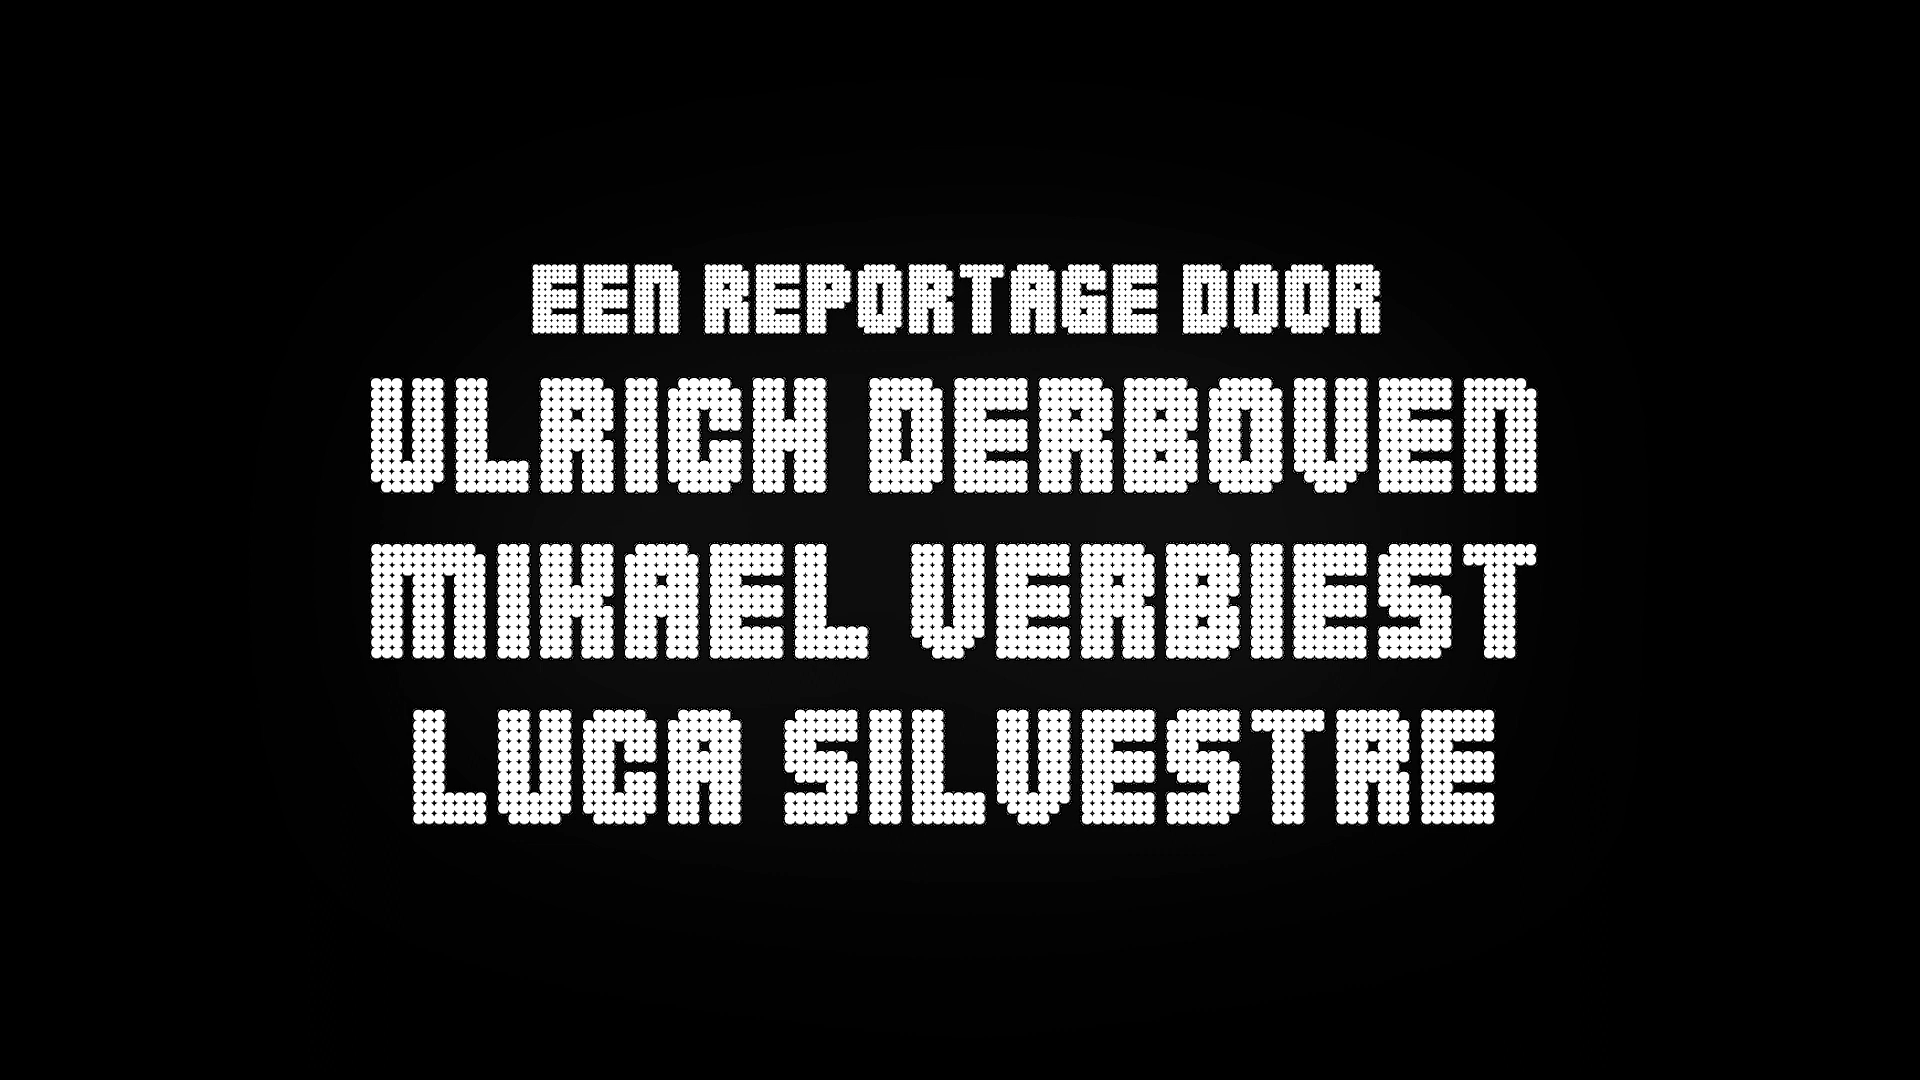 EEN REPORTAGE DOOR
ULRICH DERBOVEN
MIKAEL VERBIEST
LUCA SILVESTRE